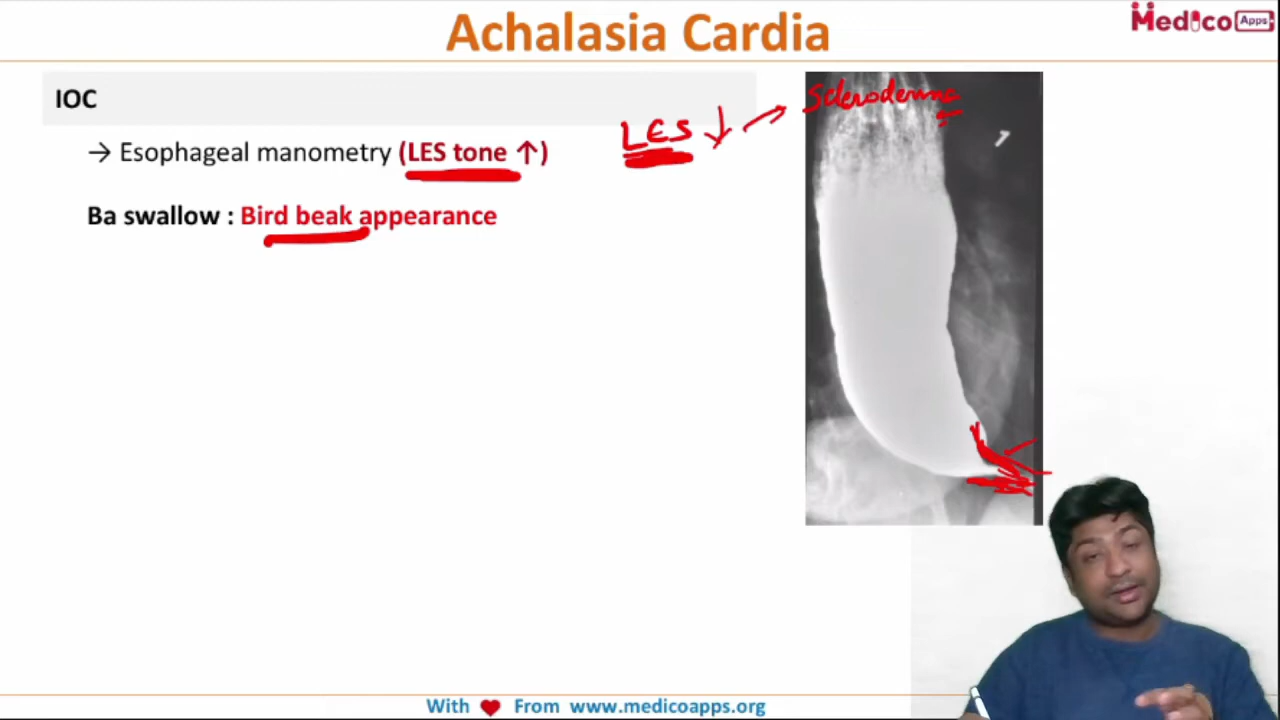 Achalasia Cardia
Medico Apps
IOC
→ Esophageal manometry (LES tone ↑)
LES ↓ → Scleroderma
Ba swallow : Bird beak appearance
With ♥ From www.medicoapps.org